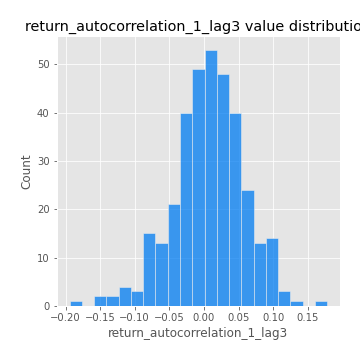 return_autocorrelation_1_lag3 value distributio
50
40
30
20
10
0
Count
−0.20 −0.15 −0.10 −0.05 0.00 0.05 0.10 0.15
return_autocorrelation_1_lag3